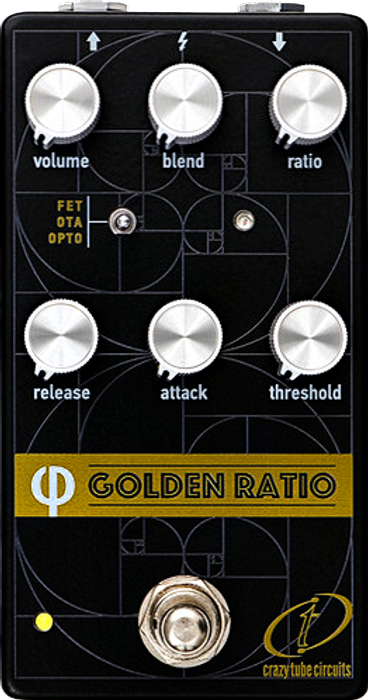 volume blend ratio
FET
OTA
OPTO
release attack threshold
φ GOLDEN RATIO
crazy tube circuits